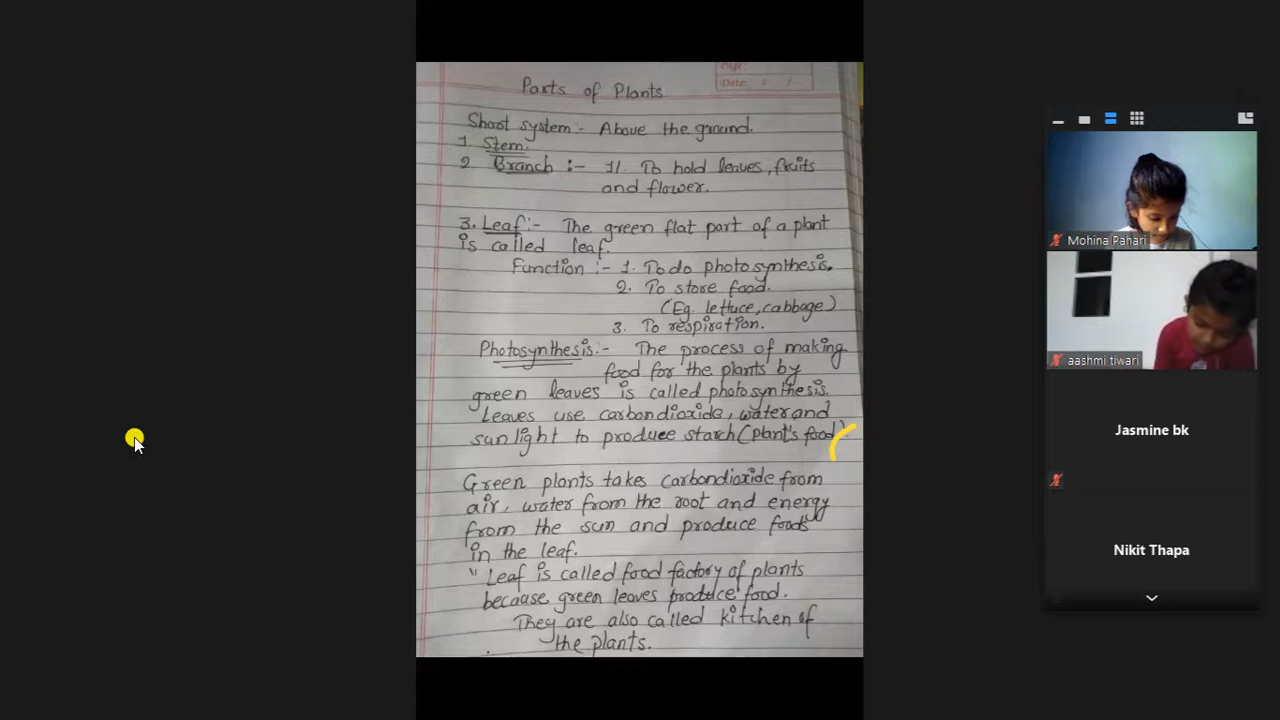 Page:
Date: / /
Parts of Plants
Shoot system:- Above the ground.
1 Stem.
2 Branch :- 1/. To hold leaves, fruits
and flower.
3. Leaf:- The green flat part of a plant
is called leaf.
Function :- 1. To do photosynthesis.
2. To store food.
(Eg. lettuce, cabbage)
3. To respiration.
Photosynthesis:- The process of making
food for the plants by
green leaves is called photosynthesis.
Leaves use carbondioxide, water and
sunlight to produce starch (plant's food)
Green plants takes carbondioxide from
air, water from the root and energy
from the sun and produce foods
in the leaf.
" Leaf is called food factory of plants
because green leaves produce food.
They are also called kitchen of
the plants.
Mohina Pahari
aashmi tiwari
Jasmine bk
Nikit Thapa